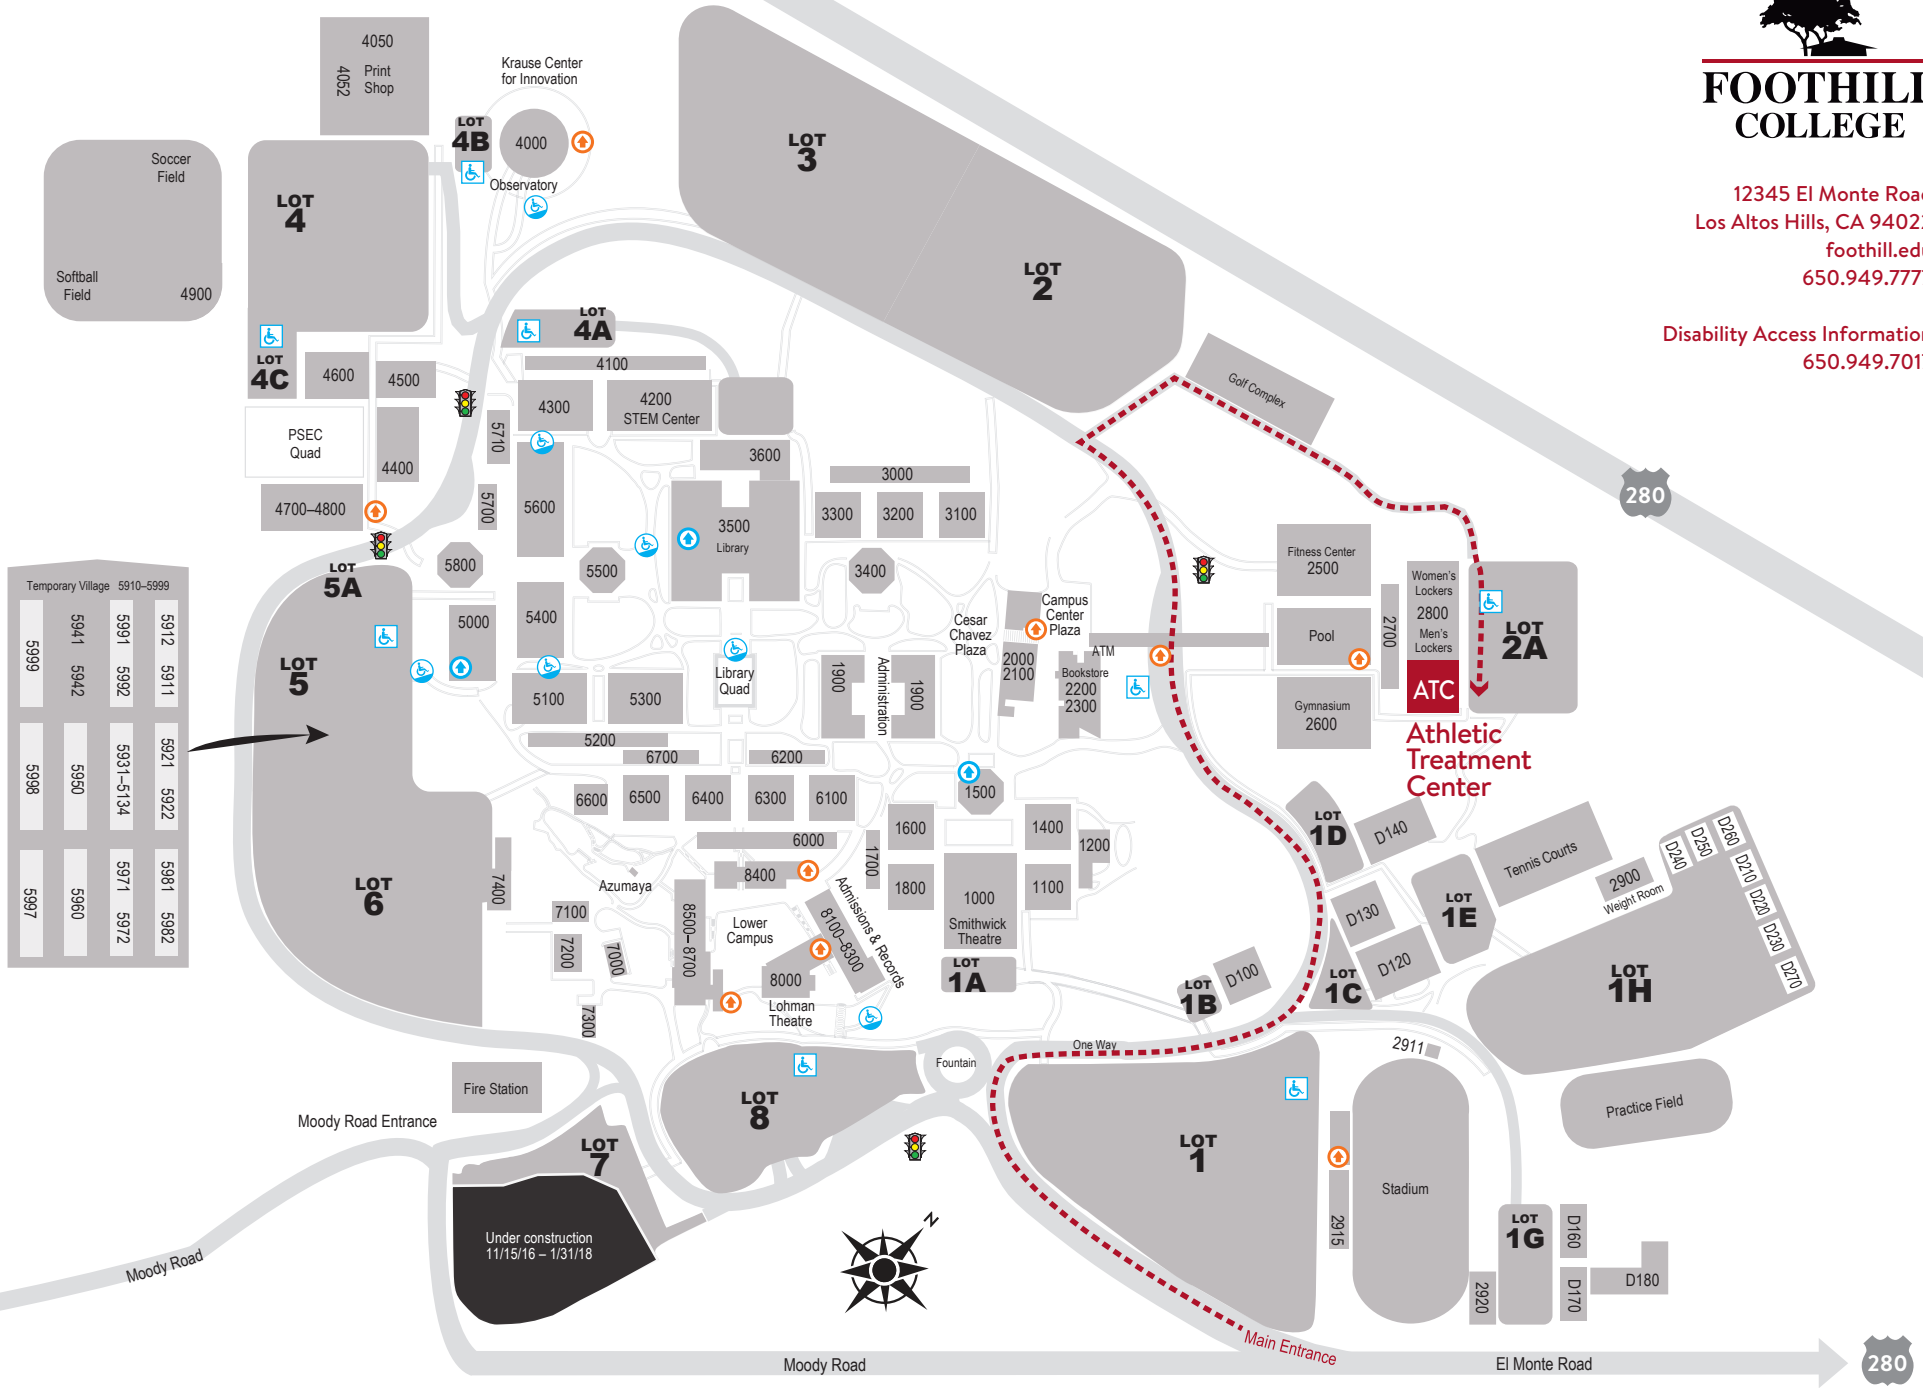 FOOTHILL
COLLEGE
12345 El Monte Road
Los Altos Hills, CA 94022
foothill.edu
650.949.7777
Disability Access Information
650.949.7017
4050
4052
Print
Shop
Krause Center
for Innovation
LOT
4B
4000
Observatory
Soccer
Field
Softball
Field
4900
LOT
4
LOT
3
LOT
2
LOT
4A
LOT
4C
4600
4500
4100
4300
4200
STEM Center
Golf Complex
PSEC
Quad
4400
5710
4700–4800
5700
5600
3600
3000
3500
Library
3300
3200
3100
280
LOT
5A
5800
5500
3400
5000
5400
Temporary Village 5910–5999
5999
5941
5942
5991
5992
5912
5911
5998
5950
5931–5134
5921
5922
5997
5960
5971
5972
5981
5982
LOT
5
Fitness Center
2500
Women's
Lockers
2800
Men's
Lockers
2700
Pool
Gymnasium
2600
ATC
LOT
2A
Athletic
Treatment
Center
Cesar
Chavez
Plaza
Campus
Center
Plaza
2000
2100
ATM
Bookstore
2200
2300
Library
Quad
1900
Administration
1900
5100
5300
5200
6700
6200
6600
6500
6400
6300
6100
1500
6000
1600
1400
1200
1700
8400
1800
1000
Smithwick
Theatre
1100
LOT
1A
LOT
6
7400
Azumaya
7100
7200
7000
7300
8500–8700
Lower
Campus
8100–8300
Admissions & Records
8000
Lohman
Theatre
LOT
1D
D140
Tennis Courts
2900
Weight Room
D240
D250
D260
D210
D220
D230
D270
LOT
1E
D130
D120
LOT
1C
LOT
1B
D100
LOT
1H
One Way
Fountain
2911
Practice Field
Fire Station
Moody Road Entrance
LOT
7
LOT
8
LOT
1
Stadium
2915
2920
LOT
1G
D160
D170
D180
Under construction
11/15/16 – 1/31/18
N
Moody Road
Moody Road
Main Entrance
El Monte Road
280